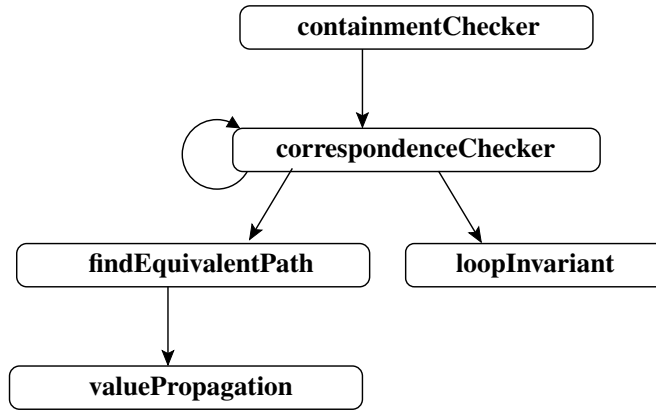 containmentChecker
correspondenceChecker
findEquivalentPath
loopInvariant
valuePropagation